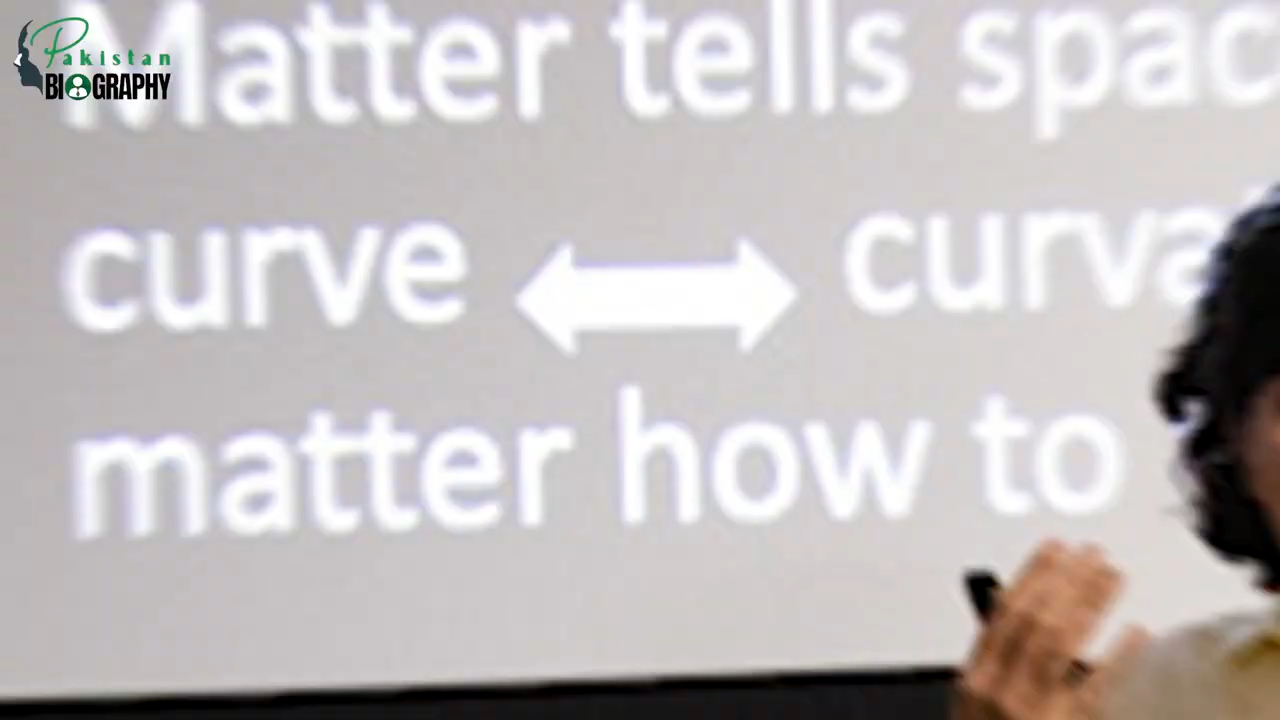 Pakistan
BIOGRAPHY
Matter tells spac
curve curva
matter how to